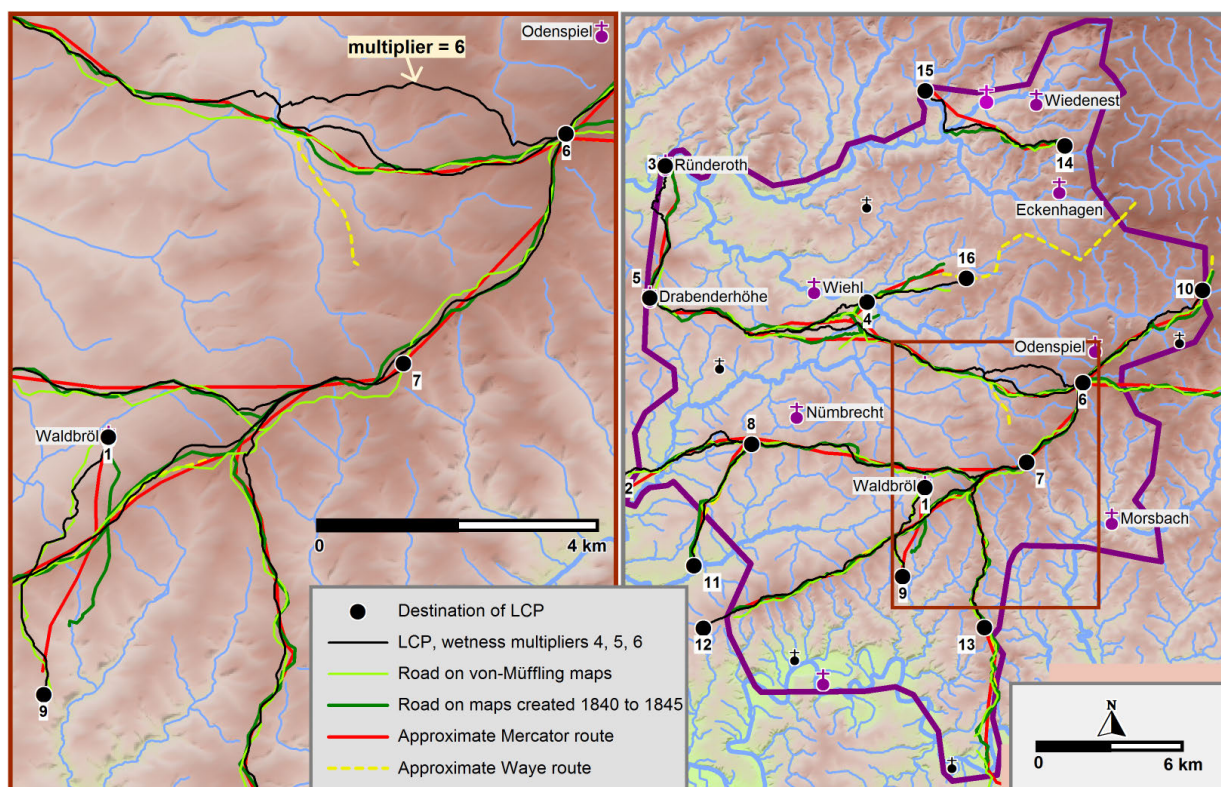 Odenspiel
multiplier = 6
6
7
Waldbröl
1
9
0
4 km
Destination of LCP
LCP, wetness multipliers 4, 5, 6
Road on von-Müffling maps
Road on maps created 1840 to 1845
Approximate Mercator route
Approximate Waye route
15
Wiedenest
14
3
Ründeroth
Eckenhagen
16
5
Drabenderhöhe
Wiehl
4
10
Odenspiel
6
Nümbrecht
8
7
2
Waldbröl
1
Morsbach
11
9
12
13
N
0
6 km